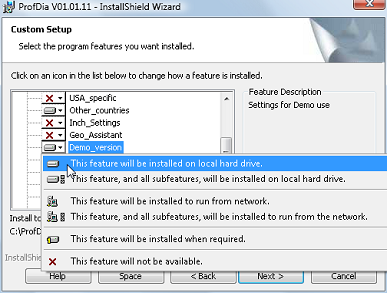 ProfDia V01.01.11 - InstallShield Wizard
Custom Setup
Select the program features you want installed.
Click on an icon in the list below to change how a feature is installed.
Feature Description
Settings for Demo use
USA_specific
Other_countries
Inch_Settings
Geo_Assistant
Demo_version
This feature will be installed on local hard drive.
This feature, and all subfeatures, will be installed on local hard drive.
This feature will be installed to run from network.
This feature, and all subfeatures, will be installed to run from the network.
This feature will be installed when required.
This feature will not be available.
Install to
C:\ProfD
InstallShield
Help
Space
< Back
Next >
Cancel